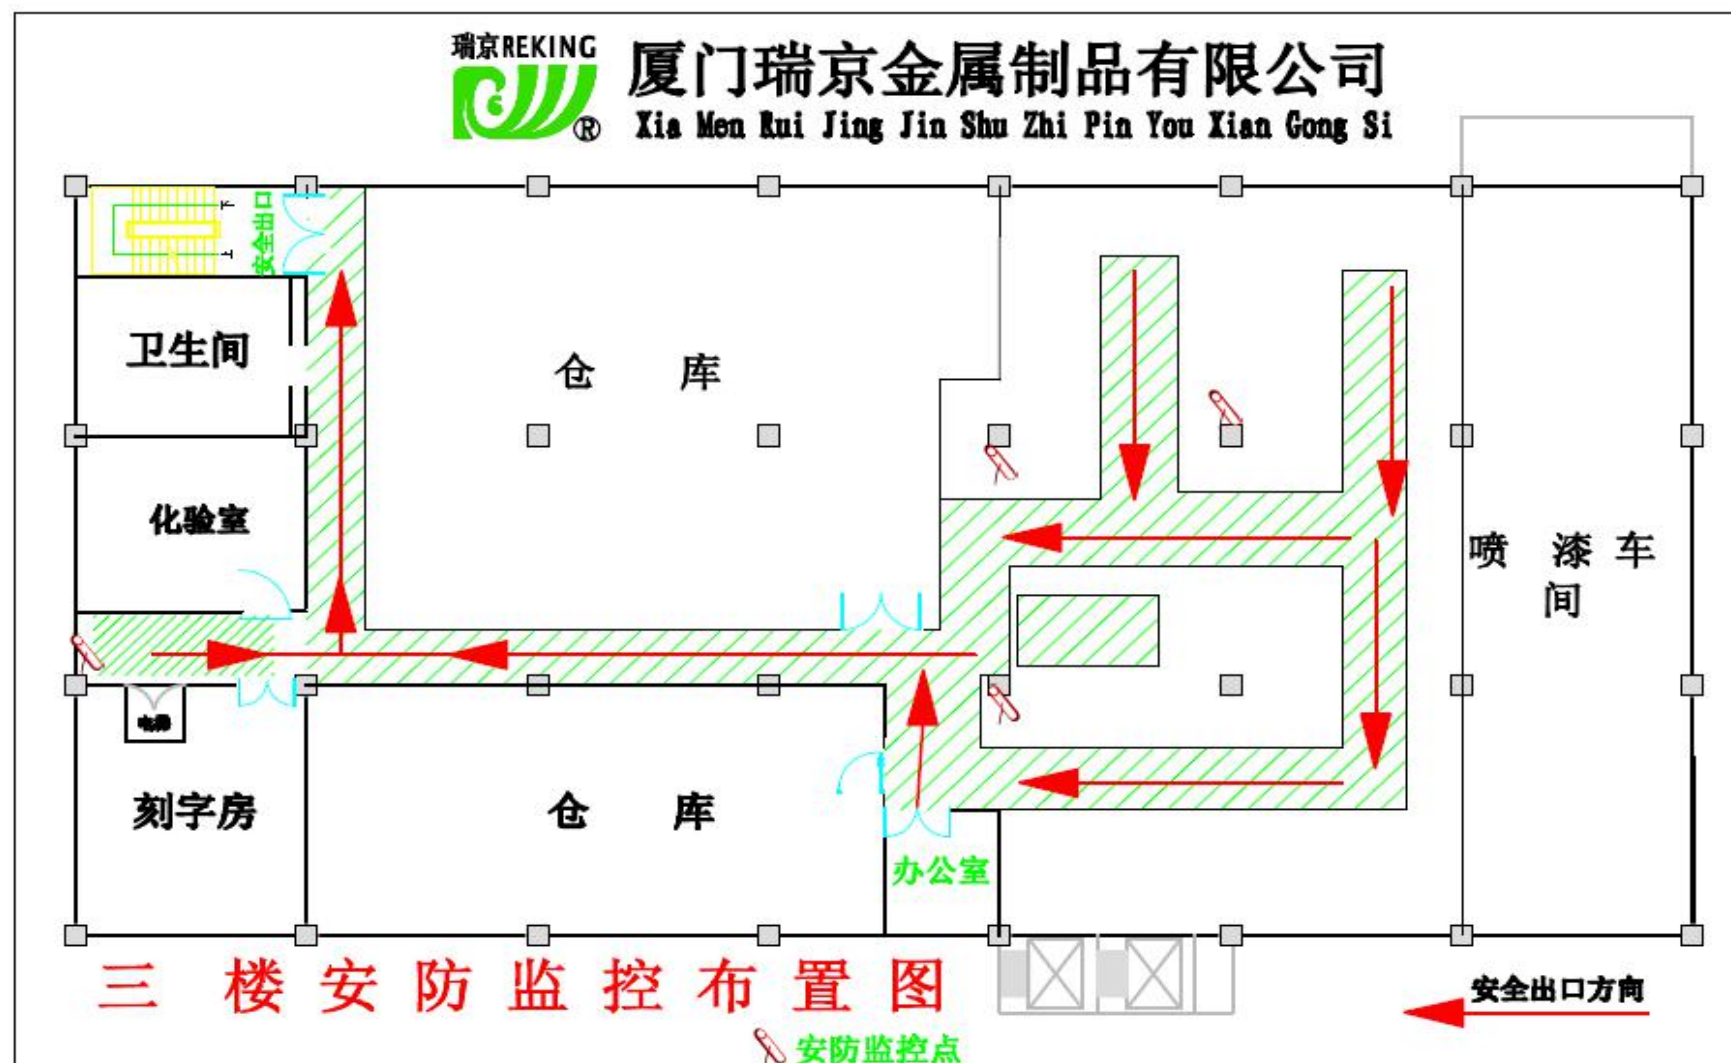 瑞京REKING
®
厦门瑞京金属制品有限公司
Xia Men Rui Jing Jin Shu Zhi Pin You Xian Gong Si
下
上
安全出口
卫生间
仓 库
化验室
喷 漆 车
间
电梯
刻字房
仓 库
办公室
三 楼 安 防 监 控 布 置 图
安全出口方向
安防监控点